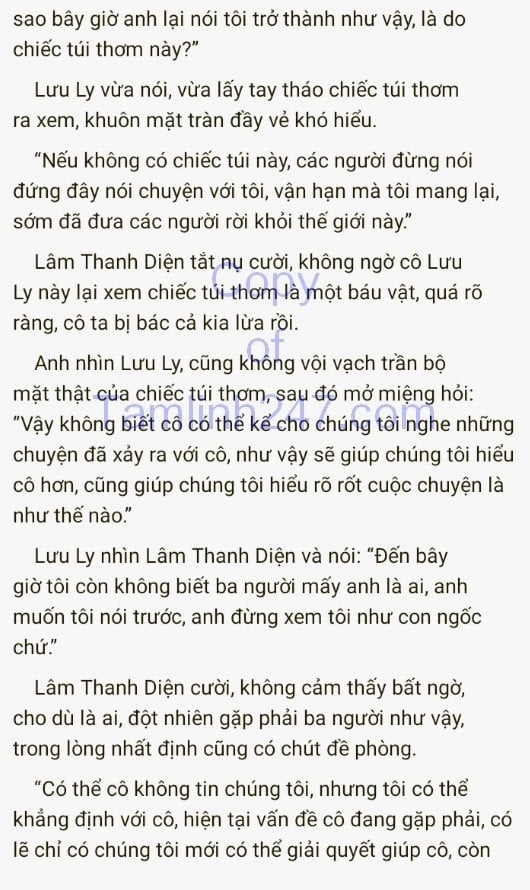 sao bây giờ anh lại nói tôi trở thành như vậy, là do
chiếc túi thơm này?”
Lưu Ly vừa nói, vừa lấy tay tháo chiếc túi thơm
ra xem, khuôn mặt tràn đầy vẻ khó hiểu.
“Nếu không có chiếc túi này, các người đừng nói
đứng đây nói chuyện với tôi, vận hạn mà tôi mang lại,
sớm đã đưa các người rời khỏi thế giới này.”
Lâm Thanh Diện tắt nụ cười, không ngờ cô Lưu
Ly này lại xem chiếc túi thơm là một báu vật, quá rõ
ràng, cô ta bị bác cả kia lừa rồi.
Anh nhìn Lưu Ly, cũng không vội vạch trần bộ
mặt thật của chiếc túi thơm, sau đó mở miệng hỏi:
“Vậy không biết cô có thể kể cho chúng tôi nghe những
chuyện đã xảy ra với cô, như vậy sẽ giúp chúng tôi hiểu
cô hơn, cũng giúp chúng tôi hiểu rõ rốt cuộc chuyện là
như thế nào.”
Lưu Ly nhìn Lâm Thanh Diện và nói: “Đến bây
giờ tôi còn không biết ba người mấy anh là ai, anh
muốn tôi nói trước, anh đừng xem tôi như con ngốc
chứ.”
Lâm Thanh Diện cười, không cảm thấy bất ngờ,
cho dù là ai, đột nhiên gặp phải ba người như vậy,
trong lòng nhất định cũng có chút đề phòng.
“Có thể cô không tin chúng tôi, nhưng tôi có thể
khẳng định với cô, hiện tại vấn đề cô đang gặp phải, có
lẽ chỉ có chúng tôi mới có thể giải quyết giúp cô, còn
Copy
of
Tamlinh247.com